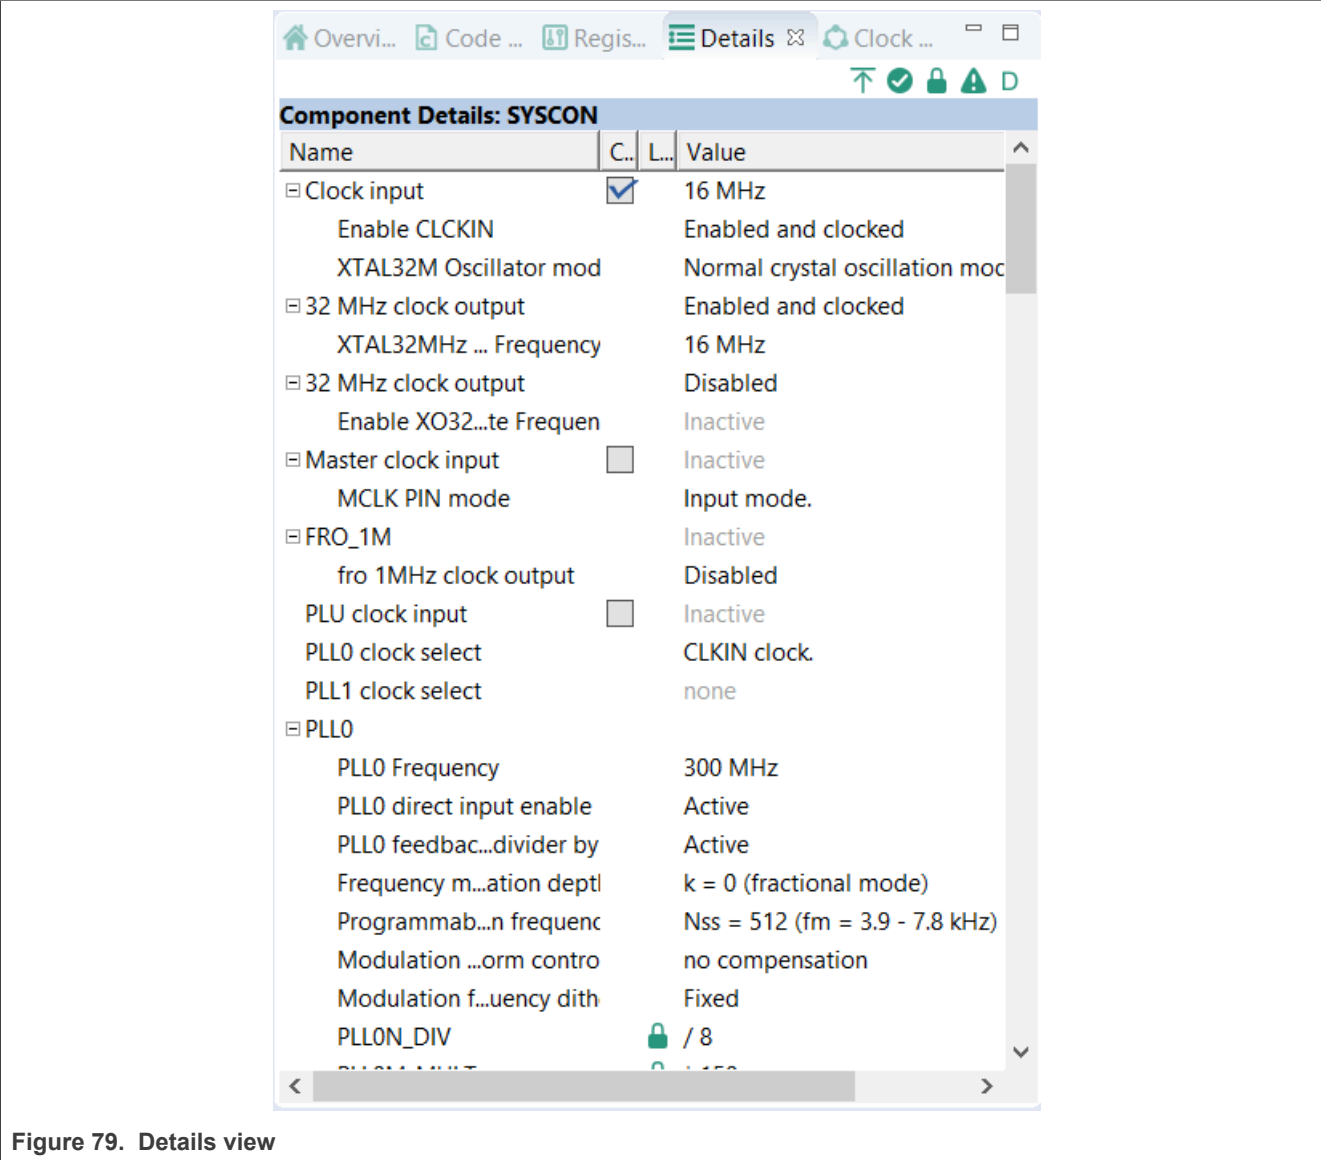 Overvi... Code ... Regis... Details Clock ...
D
Component Details: SYSCON
Name C.. L... Value
Clock input 16 MHz
Enable CLCKIN Enabled and clocked
XTAL32M Oscillator mod Normal crystal oscillation moc
32 MHz clock output Enabled and clocked
XTAL32MHz ... Frequency 16 MHz
32 MHz clock output Disabled
Enable XO32...te Frequen Inactive
Master clock input Inactive
MCLK PIN mode Input mode.
FRO_1M Inactive
fro 1MHz clock output Disabled
PLU clock input Inactive
PLL0 clock select CLKIN clock.
PLL1 clock select none
PLL0
PLL0 Frequency 300 MHz
PLL0 direct input enable Active
PLL0 feedbac...divider by Active
Frequency m...ation dept k = 0 (fractional mode)
Programmab...n frequenc Nss = 512 (fm = 3.9 - 7.8 kHz)
Modulation ...orm contro no compensation
Modulation f...uency dith Fixed
PLL0N_DIV / 8
Figure 79. Details view